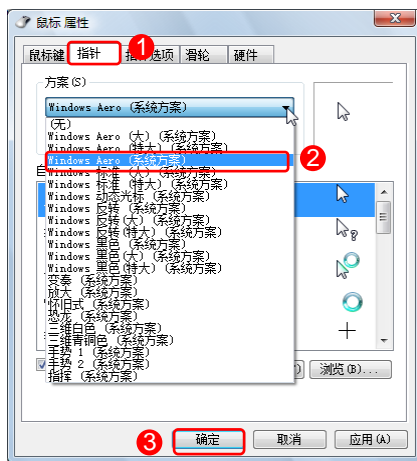 鼠标 属性
鼠标键 指针 选项 滑轮 硬件
1
方案(S)
Windows Aero (系统方案)
(无)
Windows Aero (大) (系统方案)
Windows Aero (特大) (系统方案)
Windows Aero (系统方案)
2
Windows 标准 (大) (系统方案)
Windows 标准 (特大) (系统方案)
Windows 动态光标 (系统方案)
Windows 反转 (系统方案)
Windows 反转(大) (系统方案)
Windows 反转(特大) (系统方案)
Windows 黑色 (系统方案)
Windows 黑色(大) (系统方案)
Windows 黑色(特大) (系统方案)
变奏 (系统方案)
放大 (系统方案)
怀旧式 (系统方案)
恐龙 (系统方案)
三维白色 (系统方案)
三维青铜色 (系统方案)
手势 1 (系统方案)
手势 2 (系统方案)
指挥 (系统方案)
浏览(B)...
3
确定 取消 应用(A)